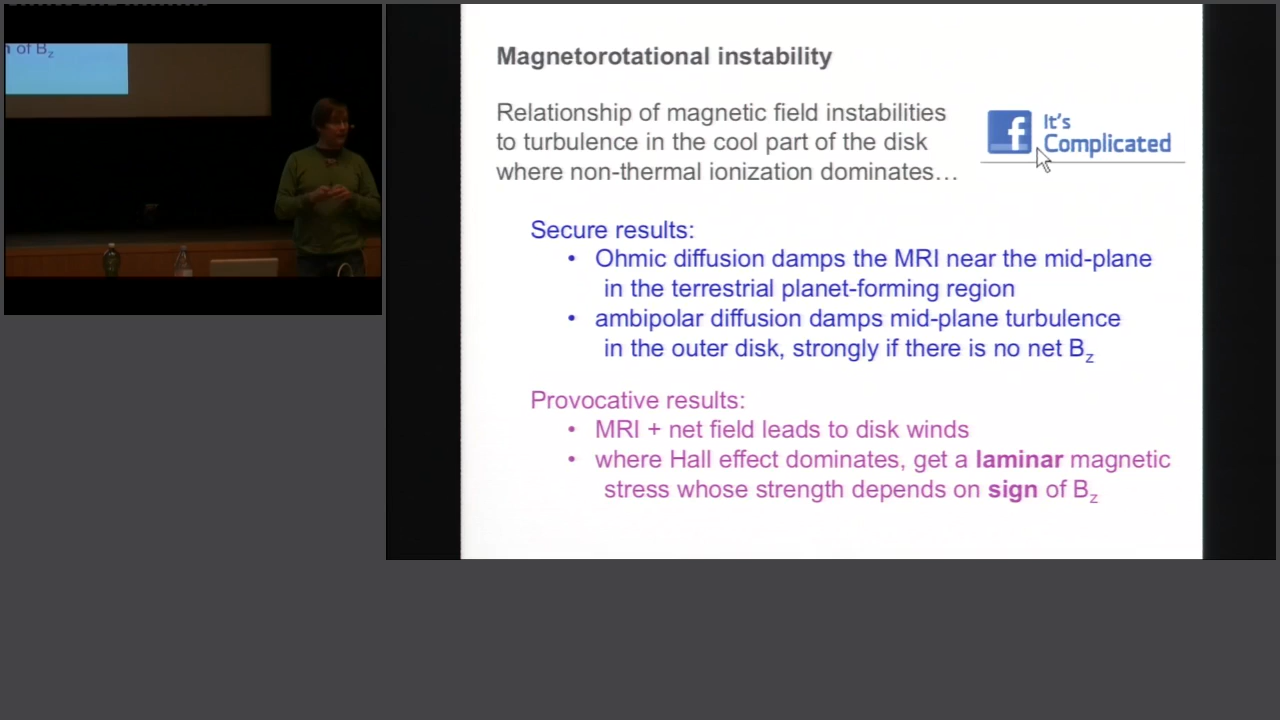 n of Bz
Magnetorotational instability
Relationship of magnetic field instabilities
to turbulence in the cool part of the disk
where non-thermal ionization dominates…
f It's
Complicated
Secure results:
• Ohmic diffusion damps the MRI near the mid-plane
in the terrestrial planet-forming region
• ambipolar diffusion damps mid-plane turbulence
in the outer disk, strongly if there is no net Bz
Provocative results:
• MRI + net field leads to disk winds
• where Hall effect dominates, get a laminar magnetic
stress whose strength depends on sign of Bz